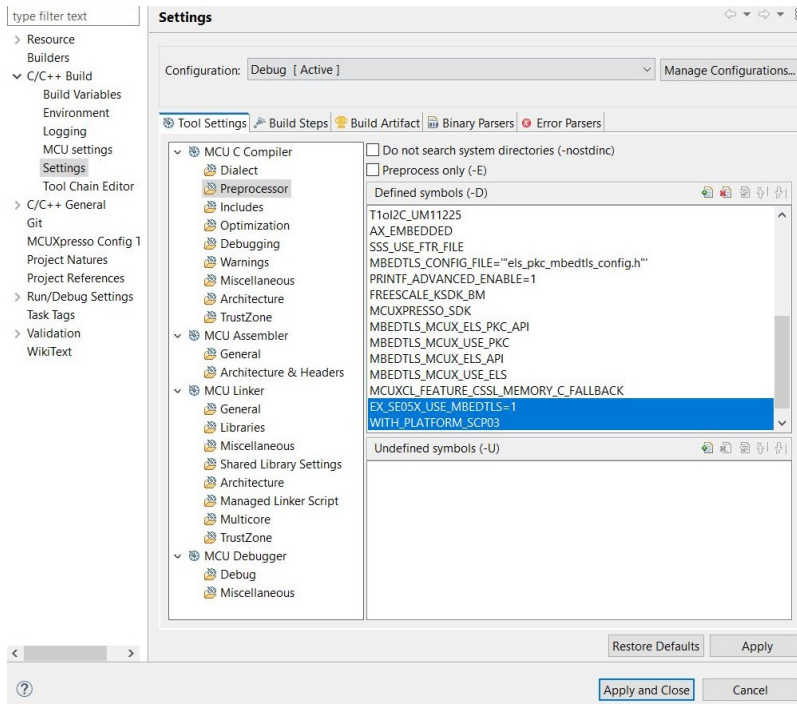 type filter text
Resource
Builders
C/C++ Build
Build Variables
Environment
Logging
MCU settings
Settings
Tool Chain Editor
C/C++ General
Git
MCUXpresso Config T
Project Natures
Project References
Run/Debug Settings
Task Tags
Validation
WikiText
Settings
Configuration: Debug [ Active ]
Manage Configurations...
Tool Settings Build Steps Build Artifact Binary Parsers Error Parsers
MCU C Compiler
Dialect
Preprocessor
Includes
Optimization
Debugging
Warnings
Miscellaneous
Architecture
TrustZone
MCU Assembler
General
Architecture & Headers
MCU Linker
General
Libraries
Miscellaneous
Shared Library Settings
Architecture
Managed Linker Script
Multicore
TrustZone
MCU Debugger
Debug
Miscellaneous
Do not search system directories (-nostdinc)
Preprocess only (-E)
Defined symbols (-D)
T1oI2C_UM11225
AX_EMBEDDED
SSS_USE_FTR_FILE
MBEDTLS_CONFIG_FILE='"els_pkc_mbedtls_config.h"'
PRINTF_ADVANCED_ENABLE=1
FREESCALE_KSDK_BM
MCUXPRESSO_SDK
MBEDTLS_MCUX_ELS_PKC_API
MBEDTLS_MCUX_USE_PKC
MBEDTLS_MCUX_ELS_API
MBEDTLS_MCUX_USE_ELS
MCUXCL_FEATURE_CSSL_MEMORY_C_FALLBACK
EX_SE05X_USE_MBEDTLS=1
WITH_PLATFORM_SCP03
Undefined symbols (-U)
Restore Defaults
Apply
Apply and Close
Cancel